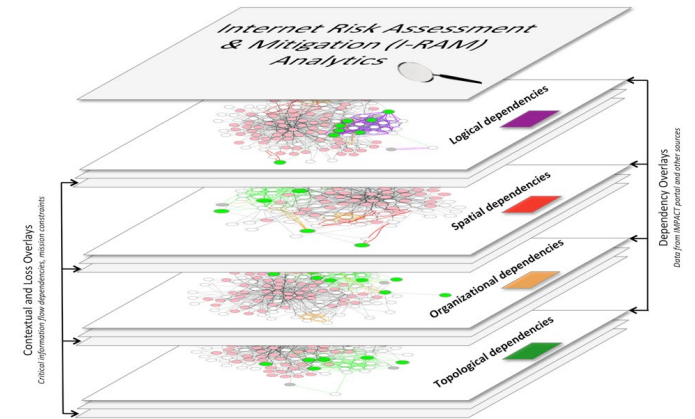 Internet Risk Assessment
& Mitigation (I-RAM)
Analytics
Logical dependencies
Spatial dependencies
Organizational dependencies
Topological dependencies
Contextual and Loss Overlays
Critical information flow dependencies, mission constraints
Dependency Overlays
Data from IMPACT portal and other sources